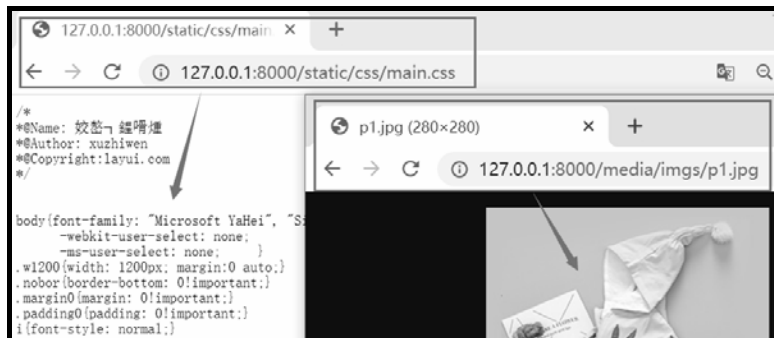 127.0.0.1:8000/static/css/main.
127.0.0.1:8000/static/css/main.css
/*
*@Name:
*@Author: xuzhiwen
*@Copyright:layui.com
*/
body{font-family: "Microsoft YaHei", "Si
-webkit-user-select: none;
-ms-user-select: none; }
.w1200{width: 1200px; margin:0 auto;}
.nobor{border-bottom: 0!important;}
.margin0{margin: 0!important;}
.padding0{padding: 0!important;}
i{font-style: normal;}
p1.jpg (280×280)
127.0.0.1:8000/media/imgs/p1.jpg